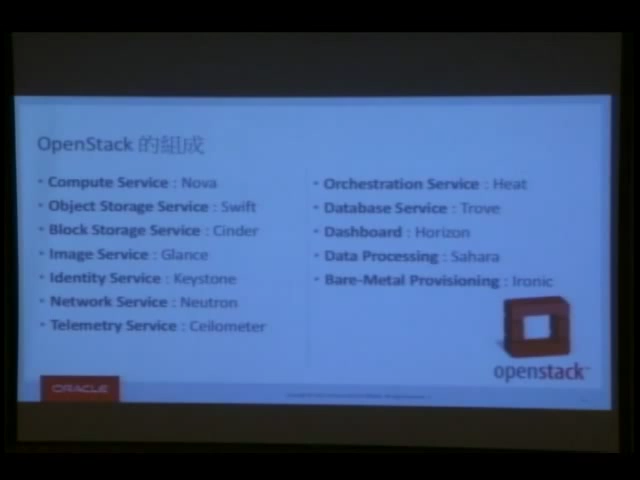 OpenStack 的組成
• Compute Service : Nova
• Object Storage Service : Swift
• Block Storage Service : Cinder
• Image Service : Glance
• Identity Service : Keystone
• Network Service : Neutron
• Telemetry Service : Ceilometer
• Orchestration Service : Heat
• Database Service : Trove
• Dashboard : Horizon
• Data Processing : Sahara
• Bare-Metal Provisioning : Ironic
openstack™
ORACLE